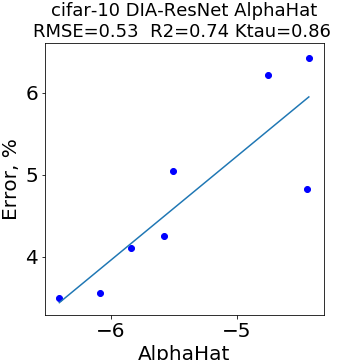 cifar-10 DIA-ResNet AlphaHat
RMSE=0.53  R2=0.74 Ktau=0.86
Error, %
6
5
4
−6
−5
AlphaHat